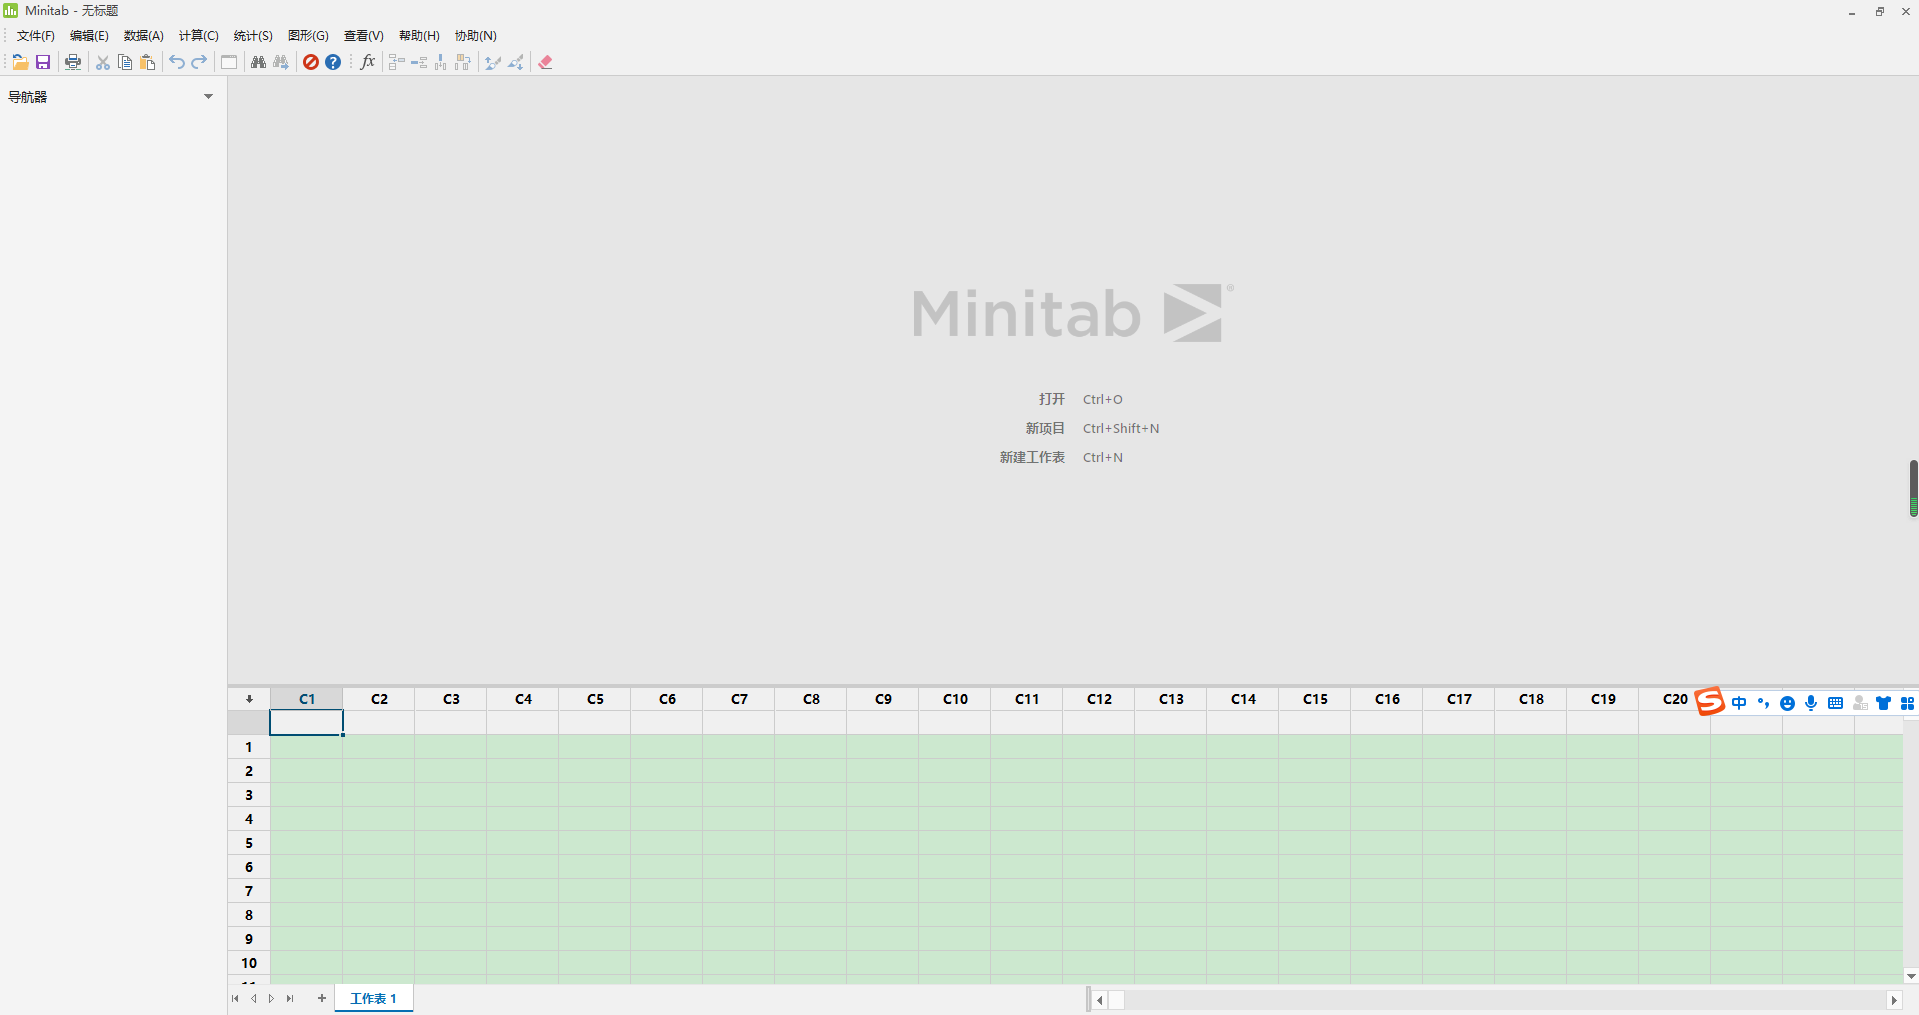 Minitab - 无标题
文件(F) 编辑(E) 数据(A) 计算(C) 统计(S) 图形(G) 查看(V) 帮助(H) 协助(N)
fx
导航器
Minitab ®
打开 Ctrl+O
新项目 Ctrl+Shift+N
新建工作表 Ctrl+N
C1 C2 C3 C4 C5 C6 C7 C8 C9 C10 C11 C12 C13 C14 C15 C16 C17 C18 C19 C20
S 中
1
2
3
4
5
6
7
8
9
10
工作表 1